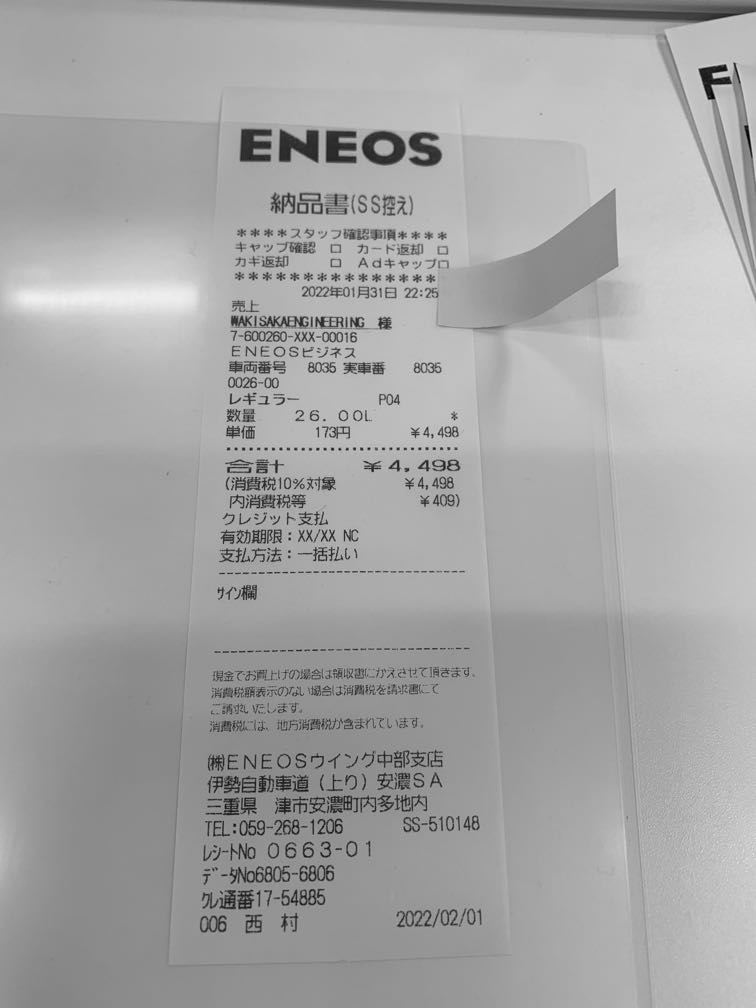 ENEOS
納品書(SS控え)
****スタッフ確認事項****
キャップ確認 □ カード返却 □
カギ返却 □ Adキャップ□
****************
2022年01月31日 22:25
売上
WAKISAKAENGINEERING 様
7-600260-XXX-00016
ENEOSビジネス
車両番号 8035 実車番 8035
0026-00
レギュラー P04
数量 26.00L *
単価 173円 ¥4,498
合計 ¥4,498
(消費税10%対象 ¥4,498
内消費税等 ¥409)
クレジット支払
有効期限:XX/XX NC
支払方法:一括払い
サイン欄
現金でお買上げの場合は領収書にかえさせて頂きます。
消費税額表示のない場合は消費税を請求書にて
ご請求いたします。
消費税には、地方消費税が含まれています。
㈱ENEOSウイング中部支店
伊勢自動車道(上り)安濃SA
三重県 津市安濃町内多地内
TEL:059-268-1206 SS-510148
レシートNo 0663-01
データNo6805-6806
クレ通番17-54885
006 西 村 2022/02/01